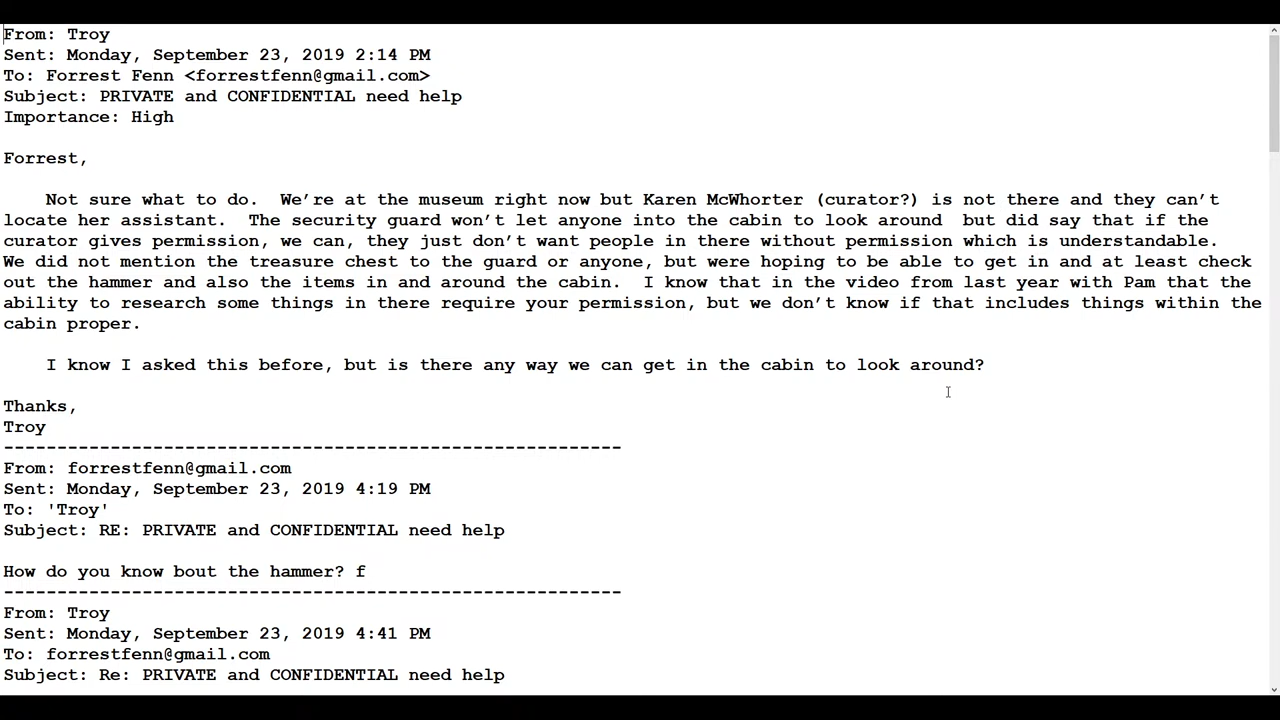 From: Troy
Sent: Monday, September 23, 2019 2:14 PM
To: Forrest Fenn <forrestfenn@gmail.com>
Subject: PRIVATE and CONFIDENTIAL need help
Importance: High
Forrest,
Not sure what to do.  We're at the museum right now but Karen McWhorter (curator?) is not there and they can't
locate her assistant.  The security guard won't let anyone into the cabin to look around  but did say that if the
curator gives permission, we can, they just don't want people in there without permission which is understandable.
We did not mention the treasure chest to the guard or anyone, but were hoping to be able to get in and at least check
out the hammer and also the items in and around the cabin.  I know that in the video from last year with Pam that the
ability to research some things in there require your permission, but we don't know if that includes things within the
cabin proper.
I know I asked this before, but is there any way we can get in the cabin to look around?
Thanks,
Troy
----------------------------------------------------------
From: forrestfenn@gmail.com
Sent: Monday, September 23, 2019 4:19 PM
To: 'Troy'
Subject: RE: PRIVATE and CONFIDENTIAL need help
How do you know bout the hammer? f
----------------------------------------------------------
From: Troy
Sent: Monday, September 23, 2019 4:41 PM
To: forrestfenn@gmail.com
Subject: Re: PRIVATE and CONFIDENTIAL need help